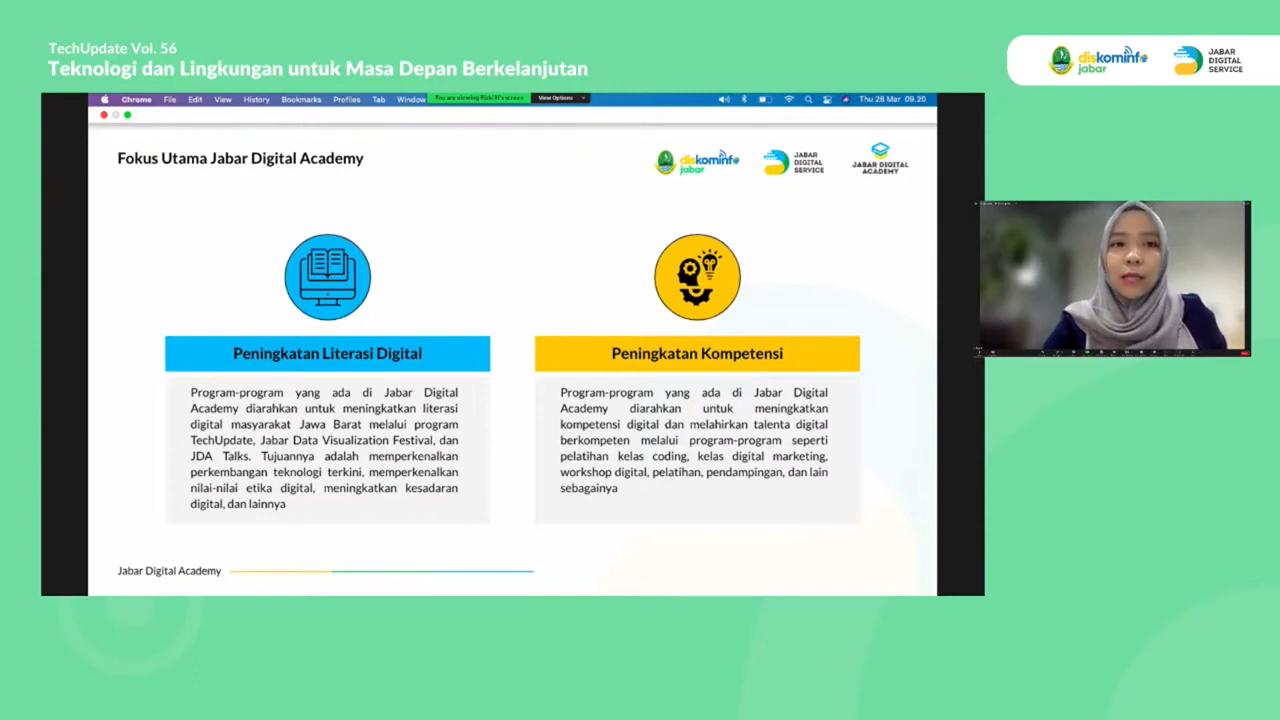 TechUpdate Vol. 56
Teknologi dan Lingkungan untuk Masa Depan Berkelanjutan
diskominfo
jabar
JABAR
DIGITAL
SERVICE
Chrome File Edit View History Bookmarks Profiles Tab Window
You are viewing Rizki H's screen
View Options
Thu 28 Mar 09.20
Fokus Utama Jabar Digital Academy
diskominfo
jabar
JABAR
DIGITAL
SERVICE
JABAR DIGITAL
ACADEMY
Peningkatan Literasi Digital
Program-program yang ada di Jabar Digital
Academy diarahkan untuk meningkatkan literasi
digital masyarakat Jawa Barat melalui program
TechUpdate, Jabar Data Visualization Festival, dan
JDA Talks. Tujuannya adalah memperkenalkan
perkembangan teknologi terkini, memperkenalkan
nilai-nilai etika digital, meningkatkan kesadaran
digital, dan lainnya
Peningkatan Kompetensi
Program-program yang ada di Jabar Digital
Academy diarahkan untuk meningkatkan
kompetensi digital dan melahirkan talenta digital
berkompeten melalui program-program seperti
pelatihan kelas coding, kelas digital marketing,
workshop digital, pelatihan, pendampingan, dan lain
sebagainya
Jabar Digital Academy